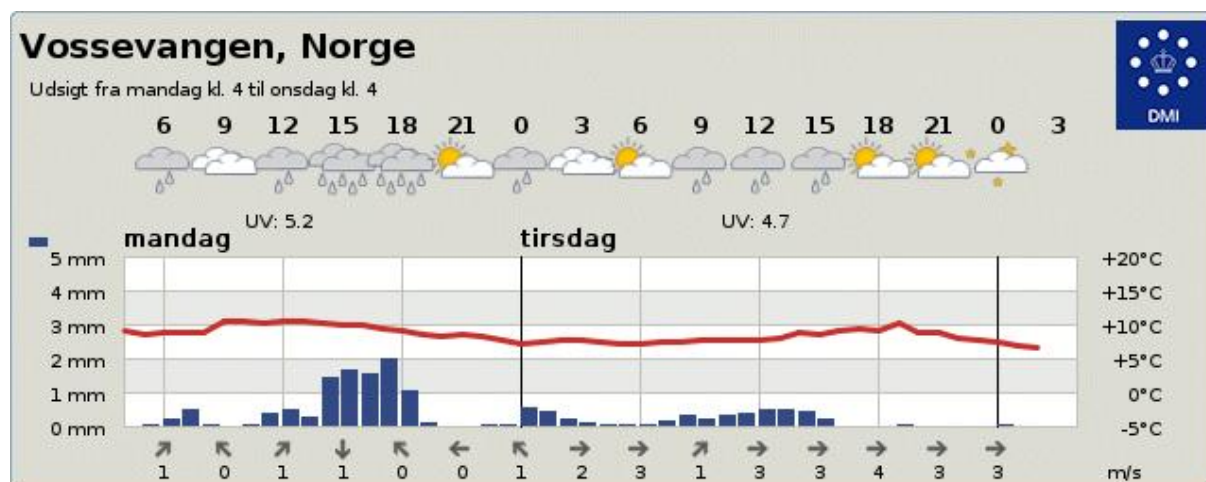 Vossevangen, Norge
Udsigt fra mandag kl. 4 til onsdag kl. 4
DMI
6 9 12 15 18 21 0 3 6 9 12 15 18 21 0 3
UV: 5.2 UV: 4.7
mandag tirsdag
5 mm +20°C
4 mm +15°C
3 mm +10°C
2 mm +5°C
1 mm 0°C
0 mm -5°C
1 0 1 1 0 0 1 2 3 1 3 3 4 3 3 m/s